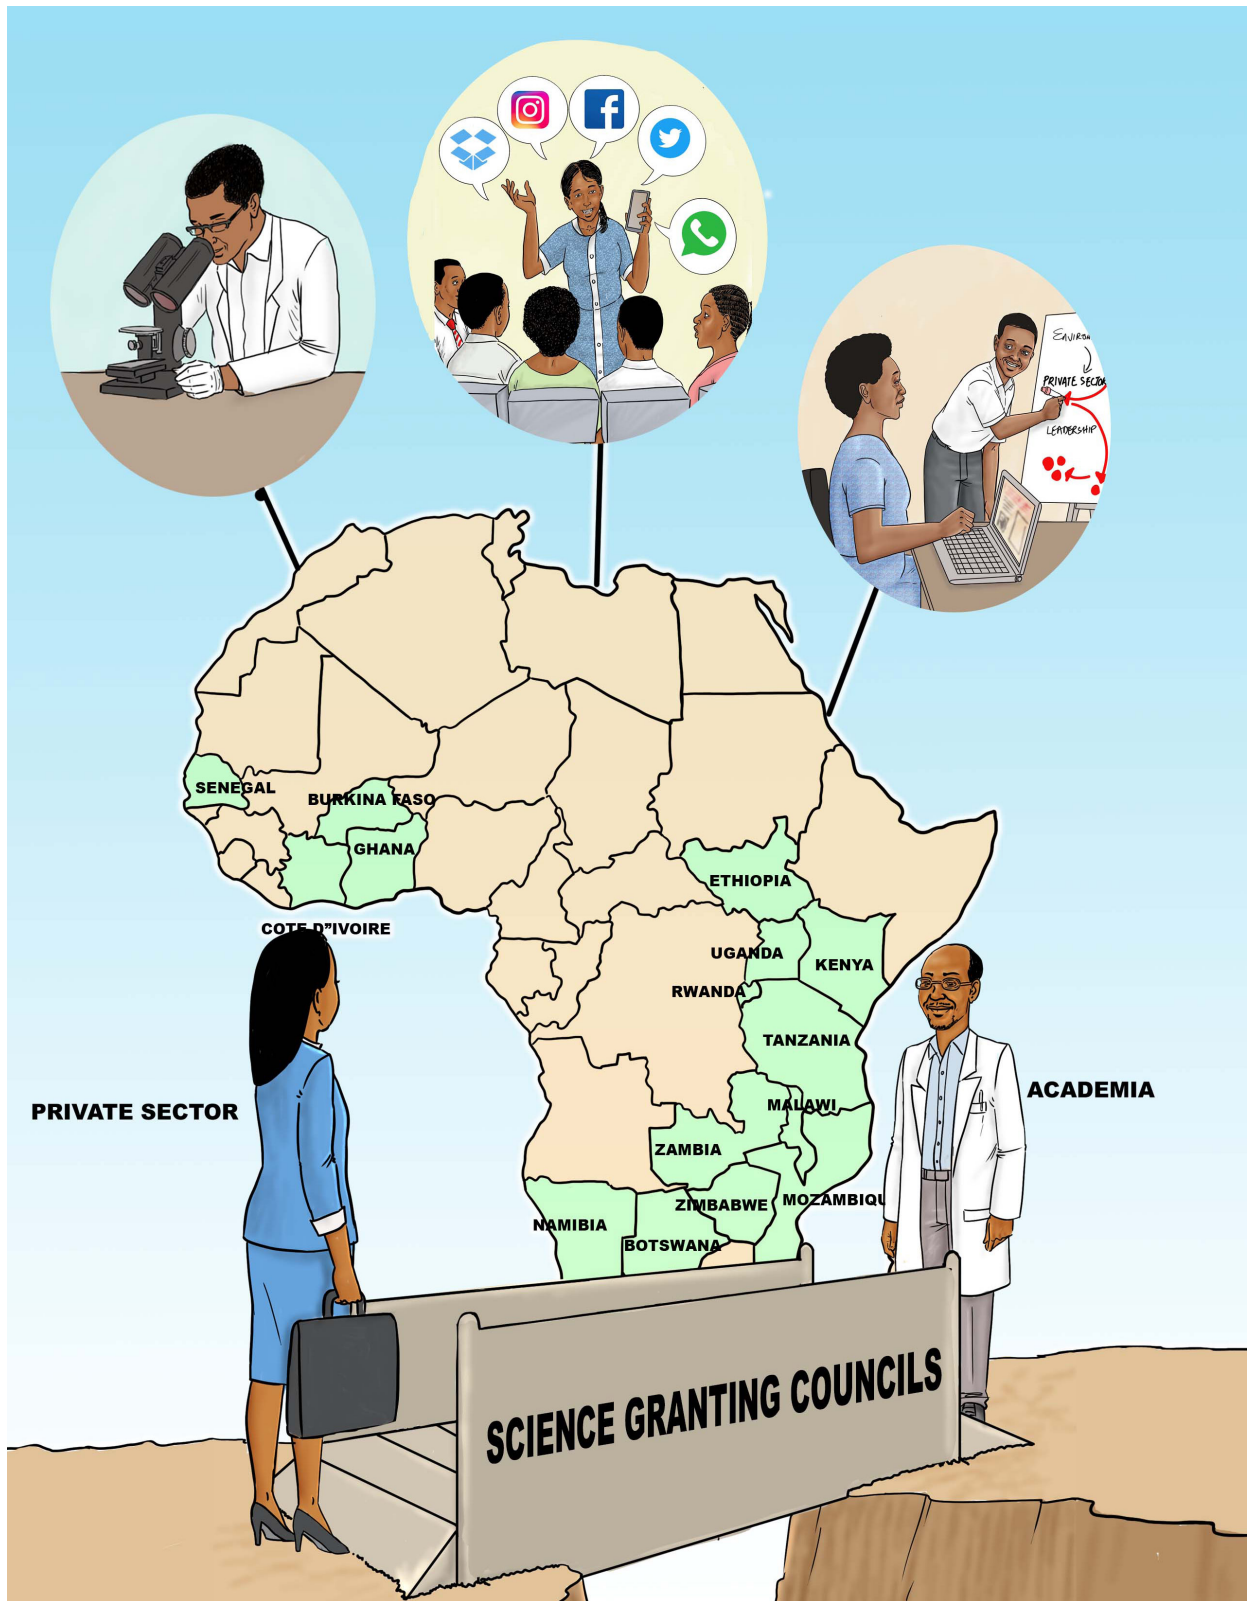 ENVIRON
PRIVATE SECTOR
LEADERSHIP
SENEGAL
BURKINA FASO
GHANA
COTE D"IVOIRE
ETHIOPIA
UGANDA
KENYA
RWANDA
TANZANIA
MALAWI
ZAMBIA
ZIMBABWE
MOZAMBIQU
NAMIBIA
BOTSWANA
PRIVATE SECTOR
ACADEMIA
SCIENCE GRANTING COUNCILS